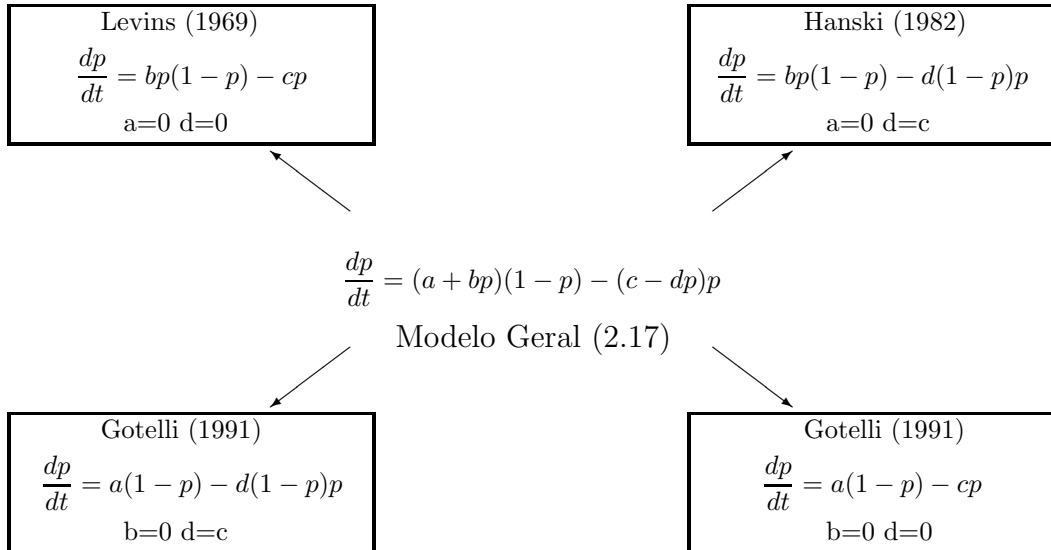 Levins (1969)
dp/dt = bp(1 − p) − cp
a=0 d=0
Hanski (1982)
dp/dt = bp(1 − p) − d(1 − p)p
a=0 d=c
dp/dt = (a + bp)(1 − p) − (c − dp)p
Modelo Geral (2.17)
Gotelli (1991)
dp/dt = a(1 − p) − d(1 − p)p
b=0 d=c
Gotelli (1991)
dp/dt = a(1 − p) − cp
b=0 d=0